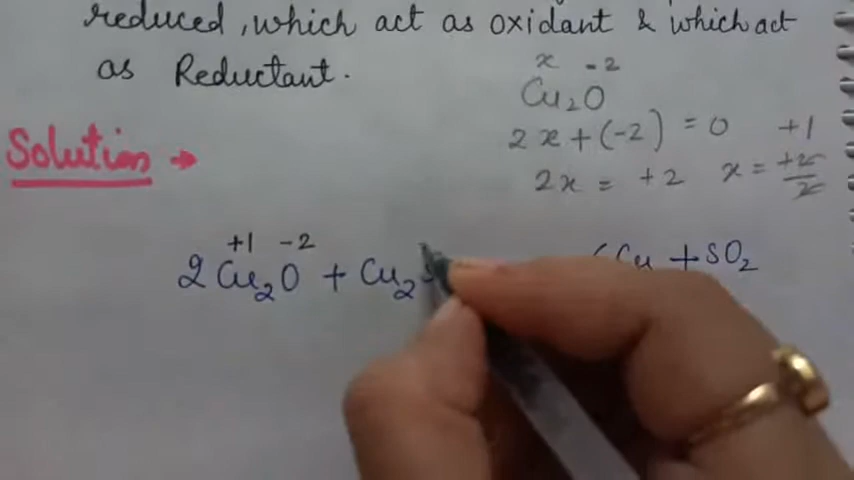 reduced, which act as oxidant & which act
as Reductant.
x -2
Cu₂O
2x+(-2) = 0 +1
2x = +2 x = +2/2
Solution →
+1 -2
2Cu₂O + Cu₂ Cu + SO₂